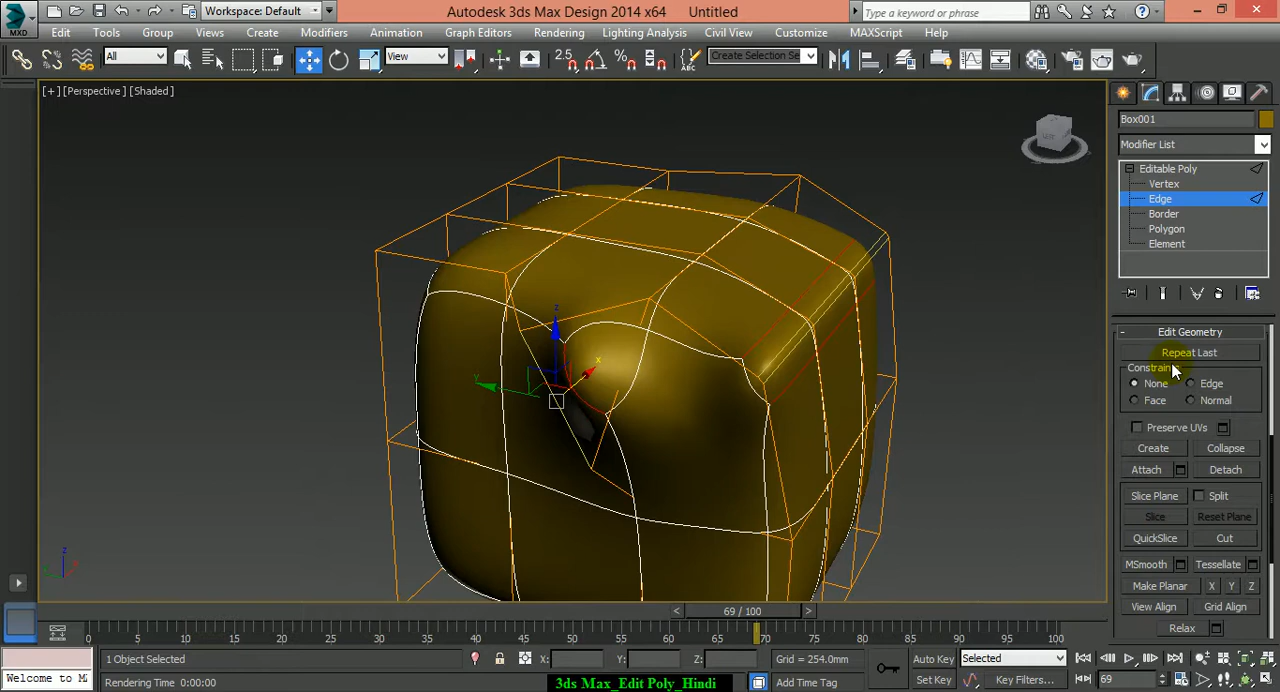 MXD
Workspace: Default
Autodesk 3ds Max Design 2014 x64
Untitled
Type a keyword or phrase
Edit
Tools
Group
Views
Create
Modifiers
Animation
Graph Editors
Rendering
Lighting Analysis
Civil View
Customize
MAXScript
Help
All
View
2.5
Create Selection Se
[+] [Perspective] [Shaded]
Box001
Modifier List
Editable Poly
Vertex
Edge
Border
Polygon
Element
Edit Geometry
Repeat Last
Constraints
None
Edge
Face
Normal
Preserve UVs
Create
Collapse
Attach
Detach
Slice Plane
Split
Slice
Reset Plane
QuickSlice
Cut
MSmooth
Tessellate
Make Planar
X
Y
Z
View Align
Grid Align
Relax
z
x
y
z
69 / 100
0 5 10 15 20 25 30 35 40 45 50 55 60 65 70 75 80 85 90 95 100
1 Object Selected
X:
Y:
Z:
Grid = 254.0mm
Auto Key
Selected
Welcome to M
Rendering Time 0:00:00
3ds Max_Edit Poly_Hindi
Add Time Tag
Set Key
Key Filters...
69